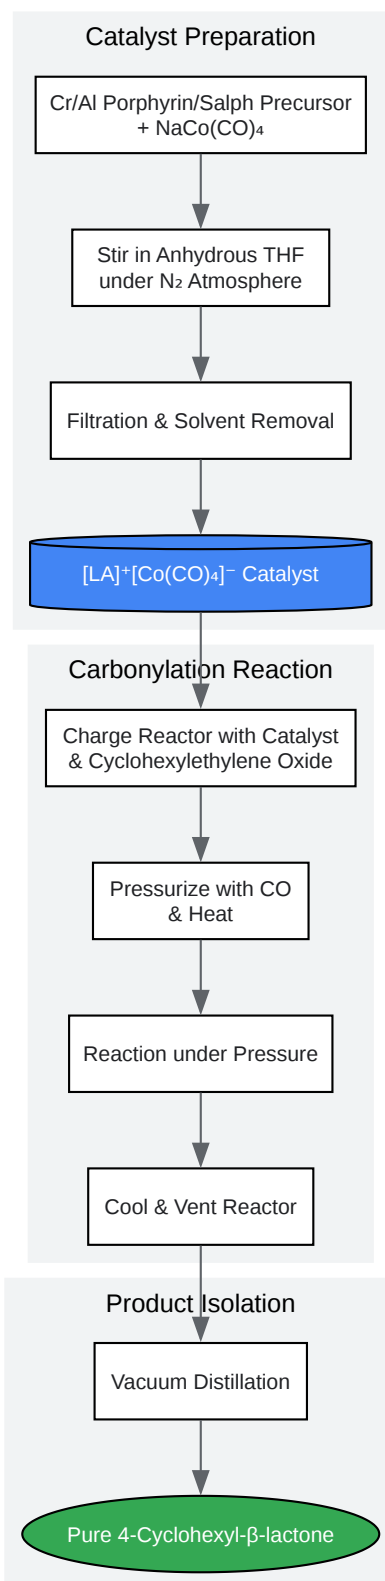 Catalyst Preparation
Cr/Al Porphyrin/Salph Precursor
+ NaCo(CO)₄
Stir in Anhydrous THF
under N₂ Atmosphere
Filtration & Solvent Removal
[LA]⁺[Co(CO)₄]⁻ Catalyst
Carbonylation Reaction
Charge Reactor with Catalyst
& Cyclohexylethylene Oxide
Pressurize with CO
& Heat
Reaction under Pressure
Cool & Vent Reactor
Product Isolation
Vacuum Distillation
Pure 4-Cyclohexyl-β-lactone